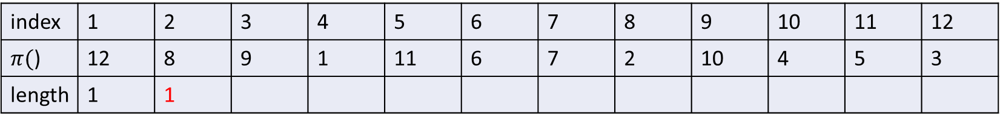 index 1 2 3 4 5 6 7 8 9 10 11 12
π() 12 8 9 1 11 6 7 2 10 4 5 3
length 1 1